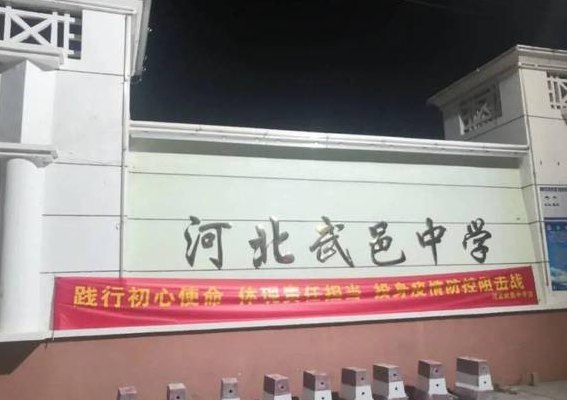 河北武邑中学
践行初心使命 体现责任担当 投身疫情防控阻击战